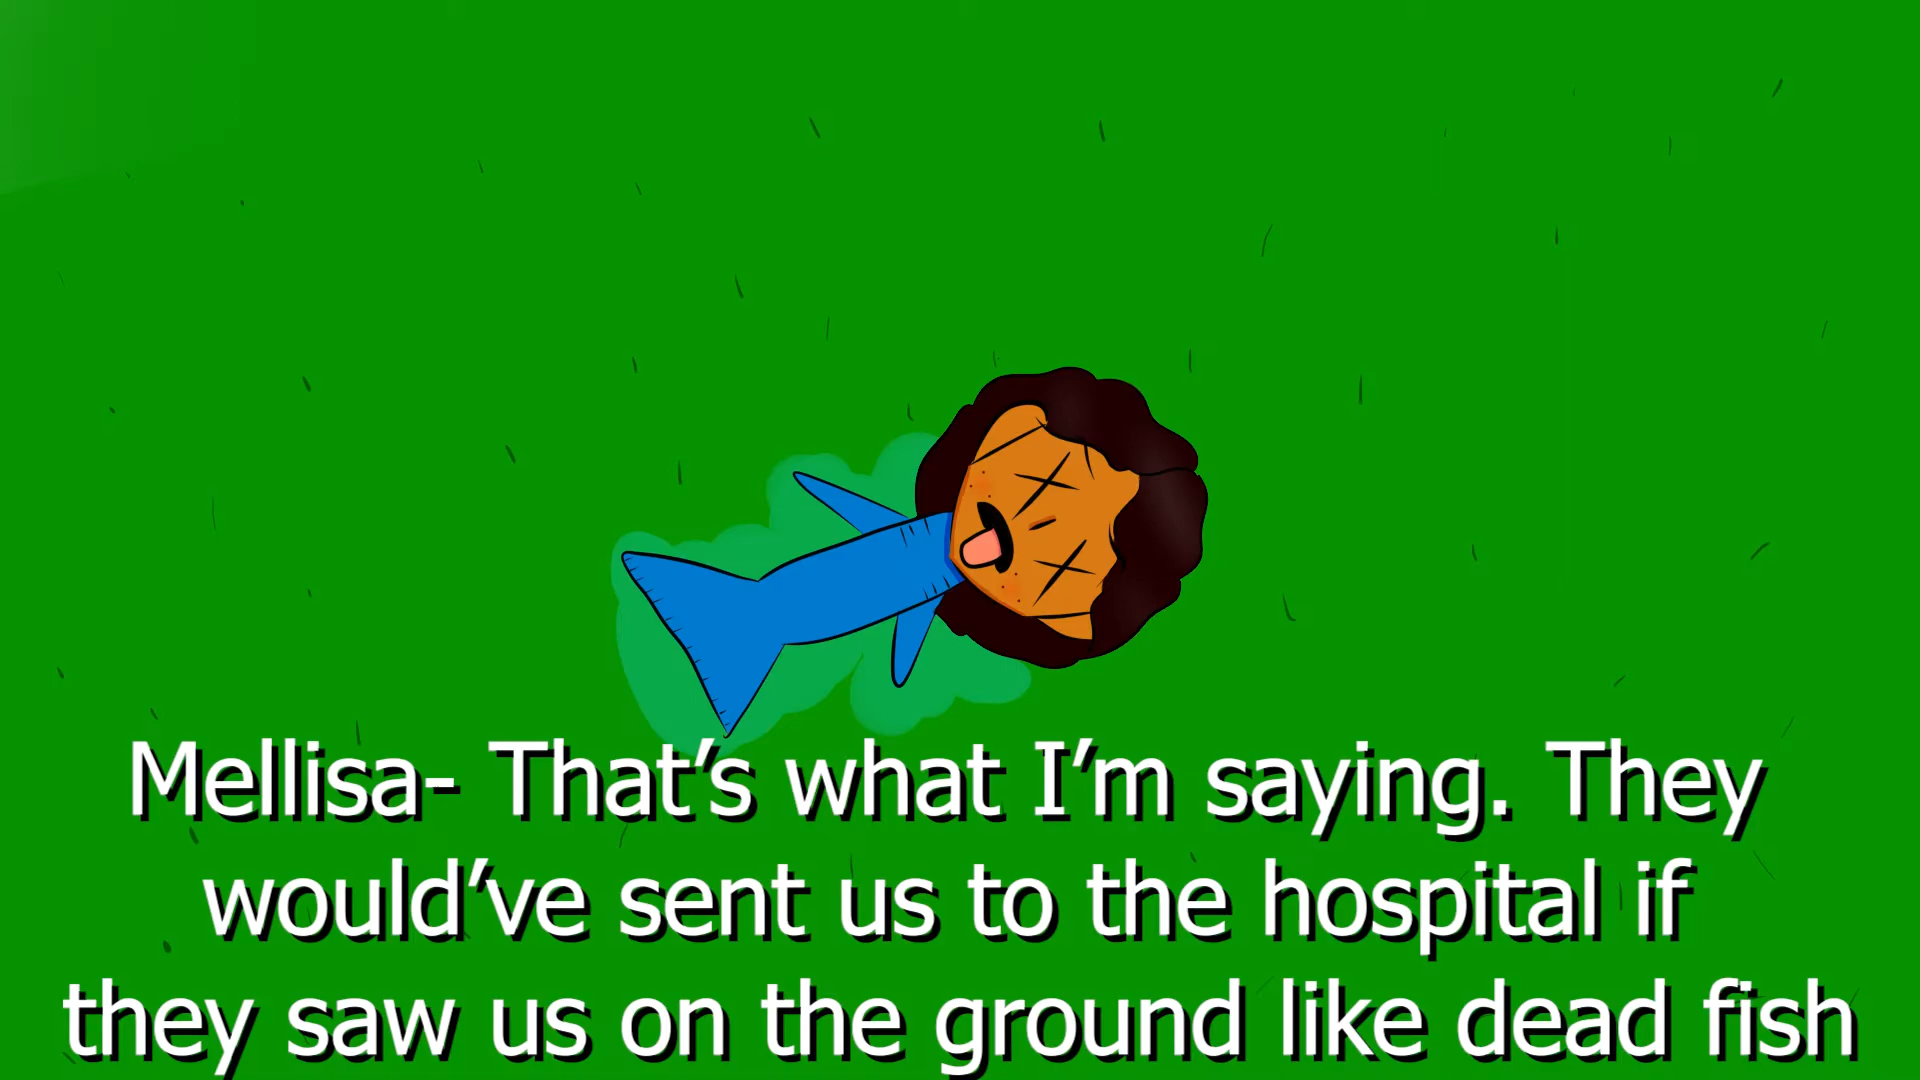 Mellisa- That’s what I’m saying. They
would’ve sent us to the hospital if
they saw us on the ground like dead fish